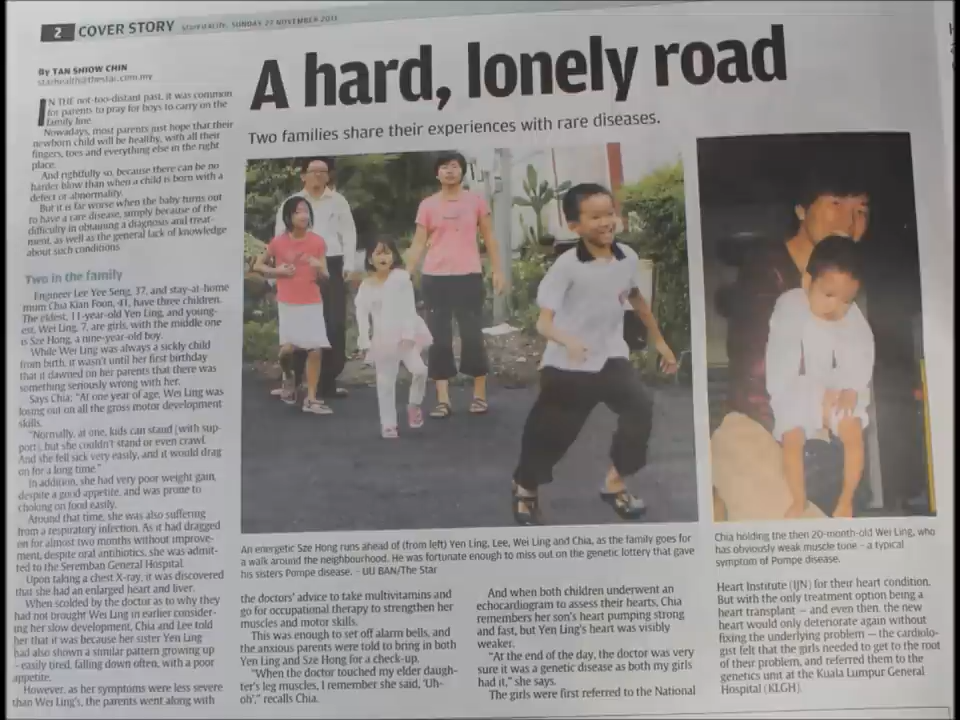 2 COVER STORY STARHEALTH, SUNDAY 27 NOVEMBER 2011
A hard, lonely road
Two families share their experiences with rare diseases.
By TAN SHIOW CHIN
starhealth@thestar.com.my
IN THE not-too-distant past, it was common
for parents to pray for boys to carry on the
family line.
Nowadays, most parents just hope that their
newborn child will be healthy, with all their
fingers, toes and everything else in the right
place.
And rightfully so, because there can be no
harder blow than when a child is born with a
defect or abnormality.
But it is far worse when the baby turns out
to have a rare disease, simply because of the
difficulty in obtaining a diagnosis and treat-
ment, as well as the general lack of knowledge
about such conditions.
Two in the family
Engineer Lee Yee Seng, 37, and stay-at-home
mum Chia Kian Foon, 41, have three children.
The eldest, 11-year-old Yen Ling, and young-
est, Wei Ling, 7, are girls, with the middle one
is Sze Hong, a nine-year-old boy.
While Wei Ling was always a sickly child
from birth, it wasn't until her first birthday
that it dawned on her parents that there was
something seriously wrong with her.
Says Chia: "At one year of age, Wei Ling was
losing out on all the gross motor development
skills.
"Normally, at one, kids can stand (with sup-
port), but she couldn't stand or even crawl.
And she fell sick very easily, and it would drag
on for a long time."
In addition, she had very poor weight gain,
despite a good appetite, and was prone to
choking on food easily.
Around that time, she was also suffering
from a respiratory infection. As it had dragged
on for almost two months without improve-
ment, despite oral antibiotics, she was admit-
ted to the Seremban General Hospital.
Upon taking a chest X-ray, it was discovered
that she had an enlarged heart and liver.
When scolded by the doctor as to why they
had not brought Wei Ling in earlier consider-
ing her slow development, Chia and Lee told
her that it was because her sister Yen Ling
had also shown a similar pattern growing up
– easily tired, falling down often, with a poor
appetite.
However, as her symptoms were less severe
than Wei Ling's, the parents went along with
An energetic Sze Hong runs ahead of (from left) Yen Ling, Lee, Wei Ling and Chia, as the family goes for
a walk around the neighbourhood. He was fortunate enough to miss out on the genetic lottery that gave
his sisters Pompe disease. – UU BAN/The Star
Chia holding the then 20-month-old Wei Ling, who
has obviously weak muscle tone – a typical
symptom of Pompe disease.
the doctors' advice to take multivitamins and
go for occupational therapy to strengthen her
muscles and motor skills.
This was enough to set off alarm bells, and
the anxious parents were told to bring in both
Yen Ling and Sze Hong for a check-up.
"When the doctor touched my elder daugh-
ter's leg muscles, I remember she said, 'Uh-
oh'," recalls Chia.
And when both children underwent an
echocardiogram to assess their hearts, Chia
remembers her son's heart pumping strong
and fast, but Yen Ling's heart was visibly
weaker.
"At the end of the day, the doctor was very
sure it was a genetic disease as both my girls
had it," she says.
The girls were first referred to the National
Heart Institute (IJN) for their heart condition.
But with the only treatment option being a
heart transplant – and even then, the new
heart would only deteriorate again without
fixing the underlying problem – the cardiolo-
gist felt that the girls needed to get to the root
of their problem, and referred them to the
genetics unit at the Kuala Lumpur General
Hospital (KLGH).